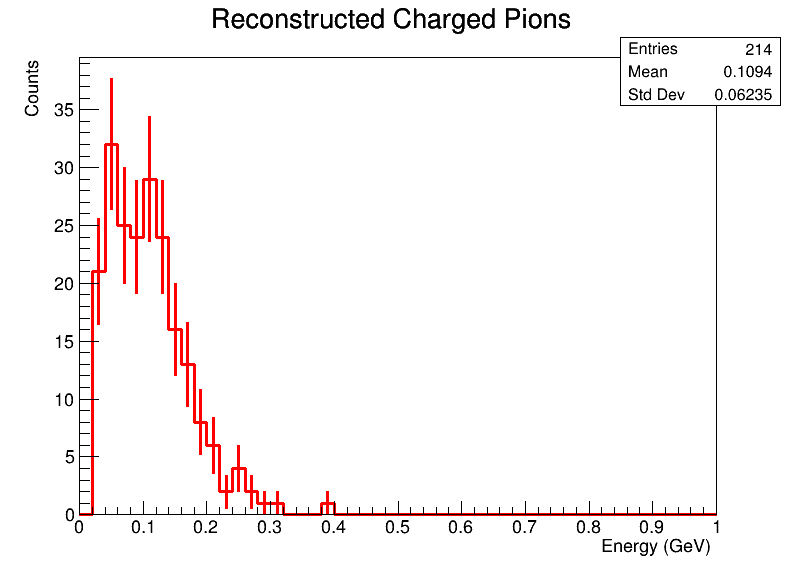 Reconstructed Charged Pions
Entries 214
Mean 0.1094
Std Dev 0.06235
Counts
35
30
25
20
15
10
5
0
0 0.1 0.2 0.3 0.4 0.5 0.6 0.7 0.8 0.9 1
Energy (GeV)